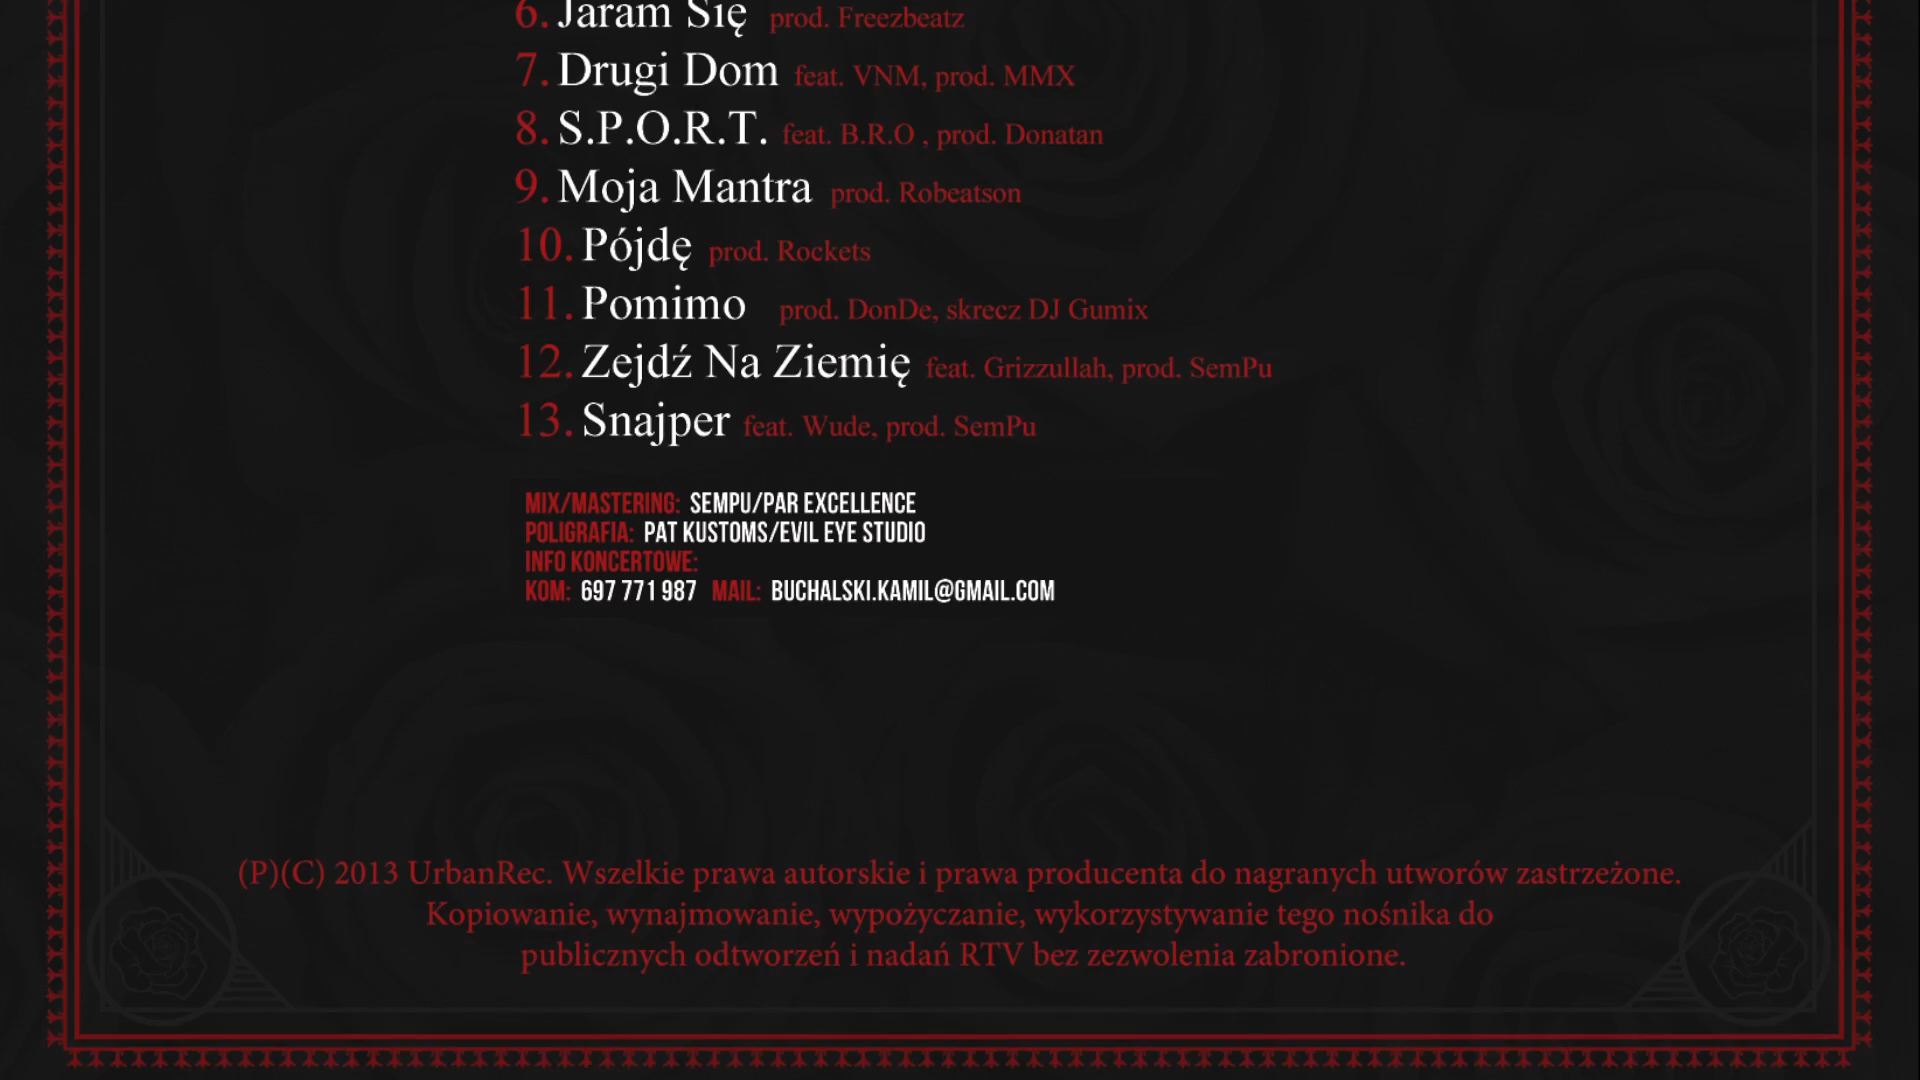 6. Jaram Się prod. Freezbeatz
7. Drugi Dom feat. VNM, prod. MMX
8. S.P.O.R.T. feat. B.R.O , prod. Donatan
9. Moja Mantra prod. Robeatson
10. Pójdę prod. Rockets
11. Pomimo prod. DonDe, skrecz DJ Gumix
12. Zejdź Na Ziemię feat. Grizzullah, prod. SemPu
13. Snajper feat. Wude, prod. SemPu
MIX/MASTERING: SEMPU/PAR EXCELLENCE
POLIGRAFIA: PAT KUSTOMS/EVIL EYE STUDIO
INFO KONCERTOWE:
KOM: 697 771 987 MAIL: BUCHALSKI.KAMIL@GMAIL.COM
(P)(C) 2013 UrbanRec. Wszelkie prawa autorskie i prawa producenta do nagranych utworów zastrzeżone.
Kopiowanie, wynajmowanie, wypożyczanie, wykorzystywanie tego nośnika do
publicznych odtworzeń i nadań RTV bez zezwolenia zabronione.